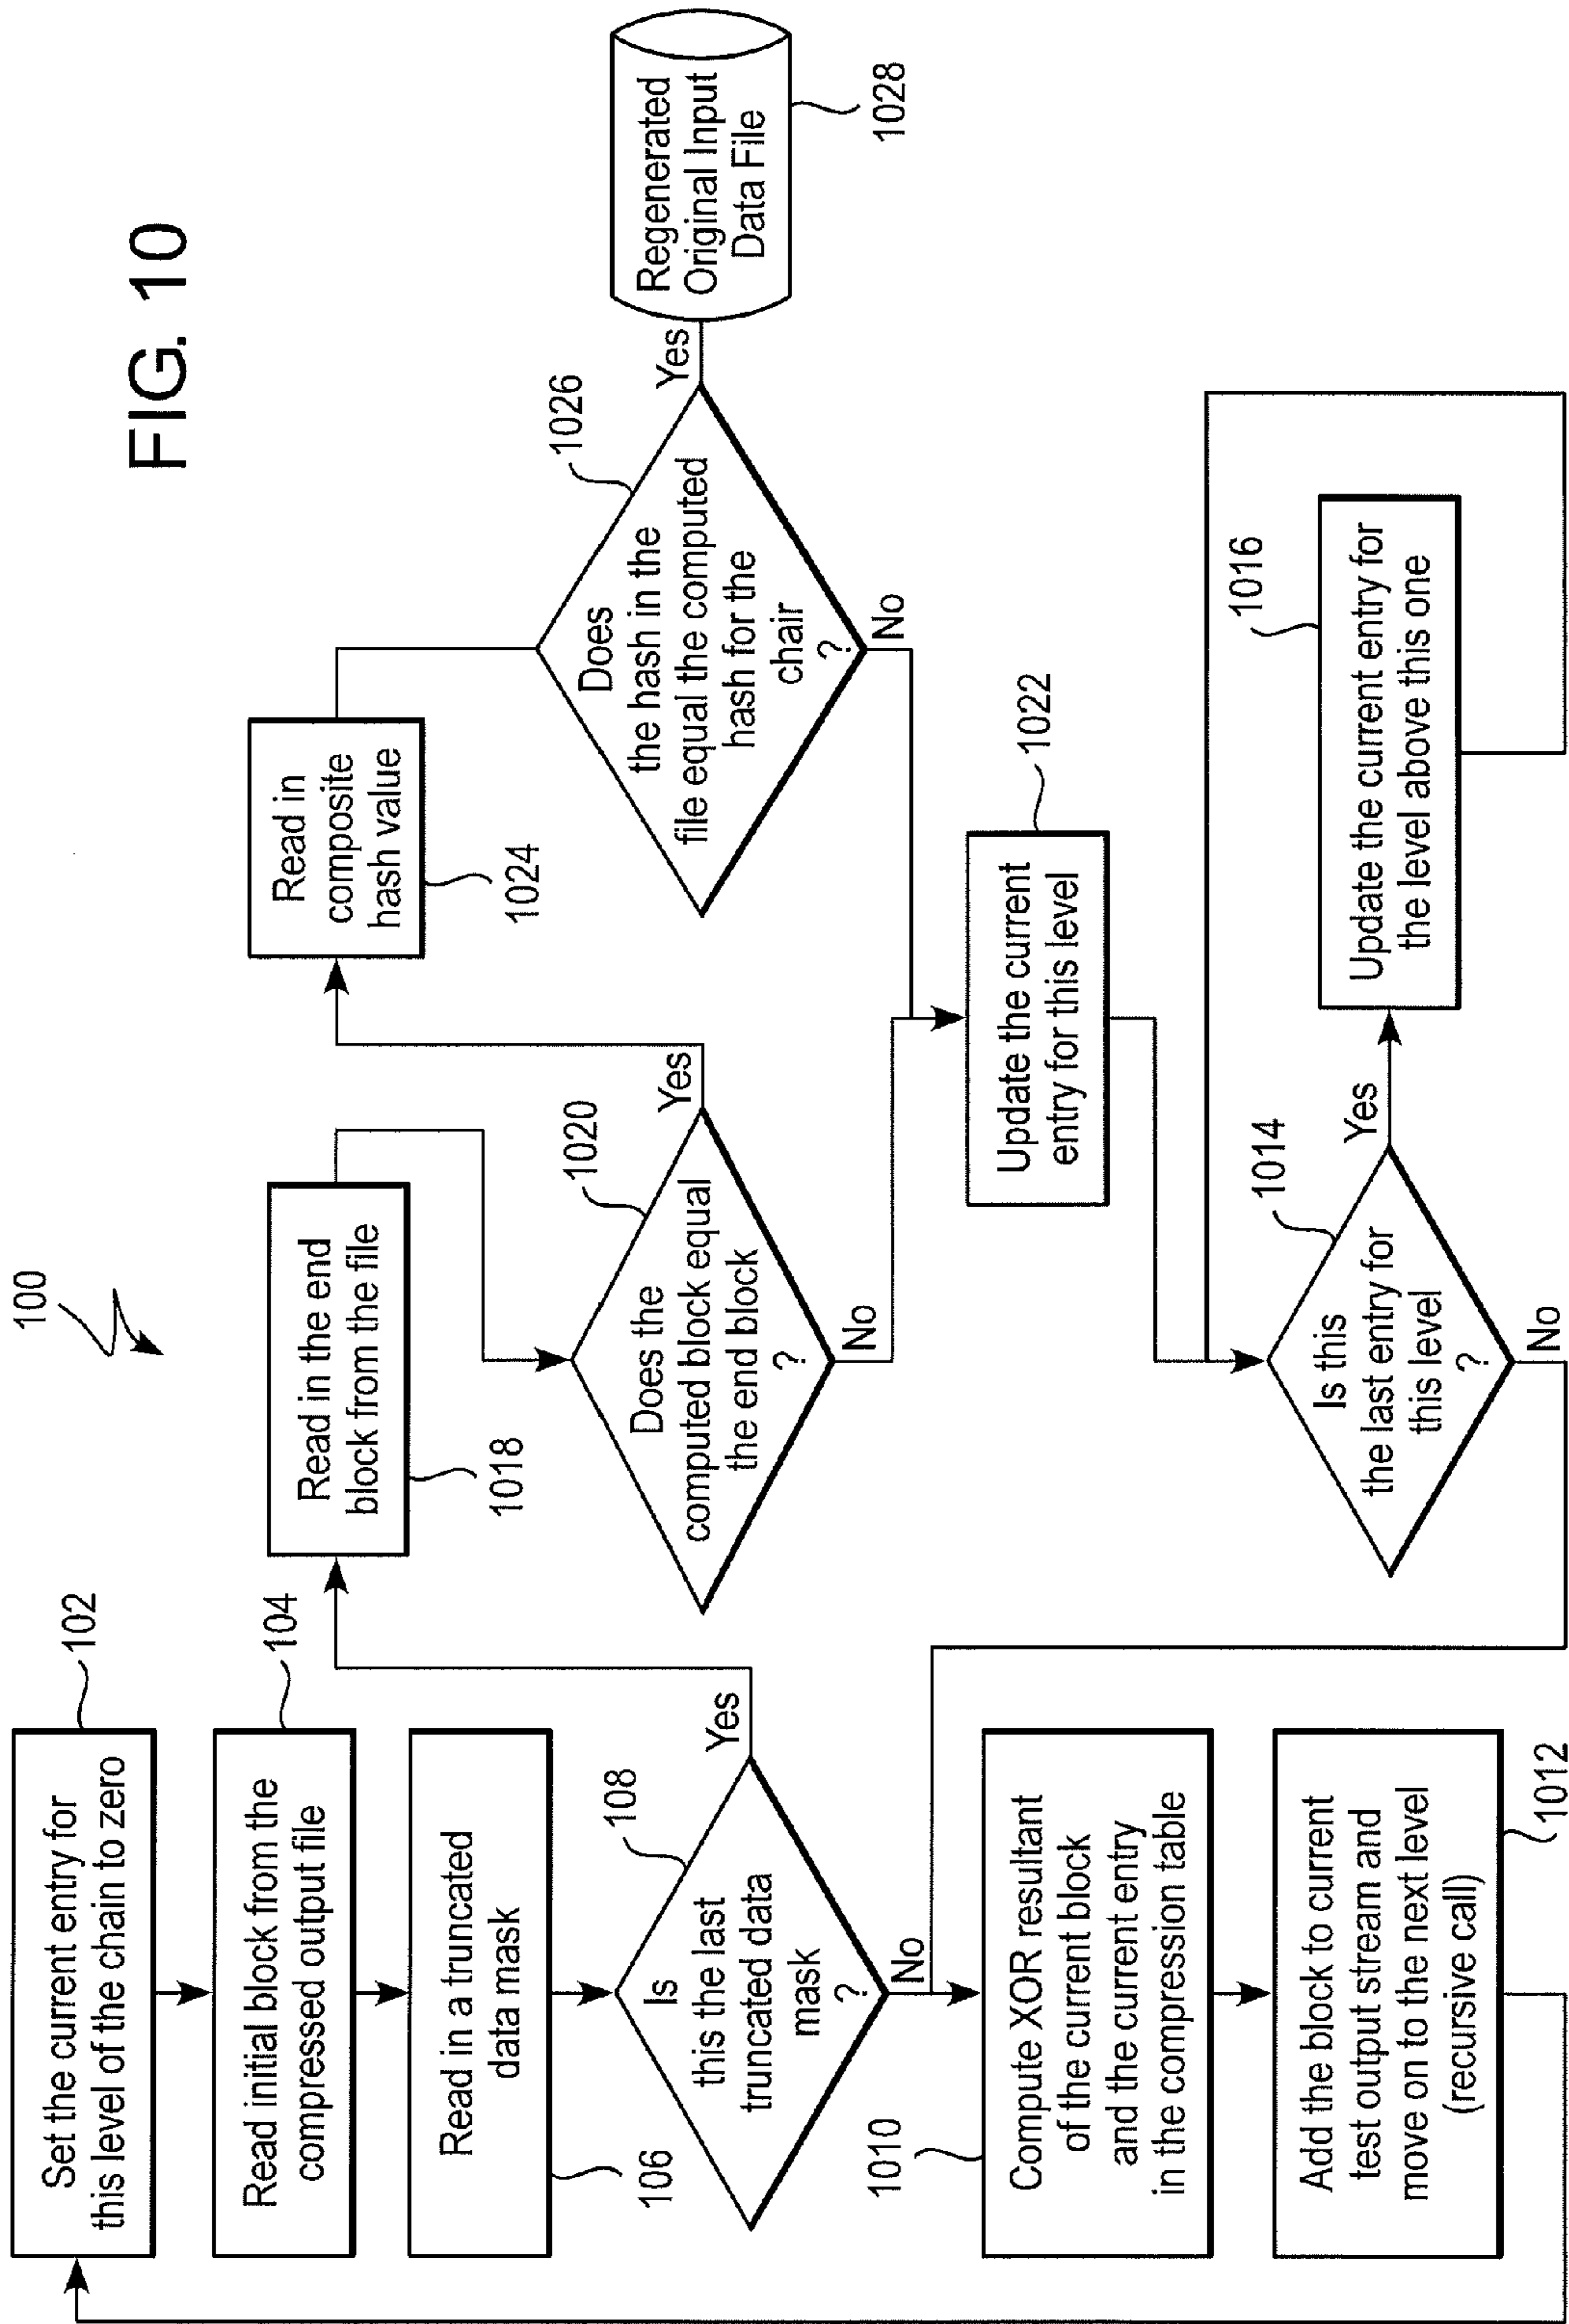 FIG. 10
100
Set the current entry for
this level of the chain to zero
102
Read initial block from the
compressed output file
104
Read in a truncated
data mask
106
Is
this the last
truncated data
mask
?
108
Yes
No
Compute XOR resultant
of the current block
and the current entry
in the compression table
1010
Add the block to current
test output stream and
move on to the next level
(recursive call)
1012
Read in the end
block from the file
1018
Does the
computed block equal
the end block
?
1020
Yes
No
Read in
composite
hash value
1024
Does
the hash in the
file equal the computed
hash for the
chair
?
1026
Yes
No
Regenerated
Original Input
Data File
1028
Update the current
entry for this level
1022
Is this
the last entry for
this level
?
1014
Yes
No
Update the current entry for
the level above this one
1016